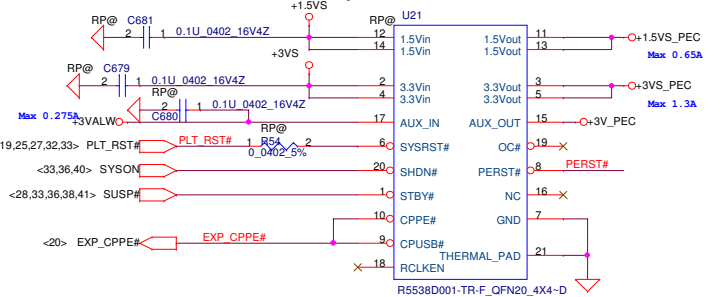 +1.5VS
U21
RP@ C681 RP@
2 1 0.1U_0402_16V4Z 12 1.5Vin 1.5Vout 11 +1.5VS_PEC
14 1.5Vin 1.5Vout 13
+3VS Max 0.65A
RP@ C679
2 1 0.1U_0402_16V4Z 2 3.3Vin 3.3Vout 3 +3VS_PEC
RP@ 4 3.3Vin 3.3Vout 5
2 1 0.1U_0402_16V4Z Max 1.3A
Max 0.275A C680
+3VALW 17 AUX_IN AUX_OUT 15 +3V_PEC
RP@
19,25,27,32,33> PLT_RST# PLT_RST# 1 R54 2 6 SYSRST# OC# 19
0_0402_5%
<33,36,40> SYSON 20 SHDN# PERST# 8 PERST#
<28,33,36,38,41> SUSP# 1 STBY# NC 16
10 CPPE# GND 7
<20> EXP_CPPE# EXP_CPPE# 9 CPUSB#
THERMAL_PAD 21
18 RCLKEN
R5538D001-TR-F_QFN20_4X4~D